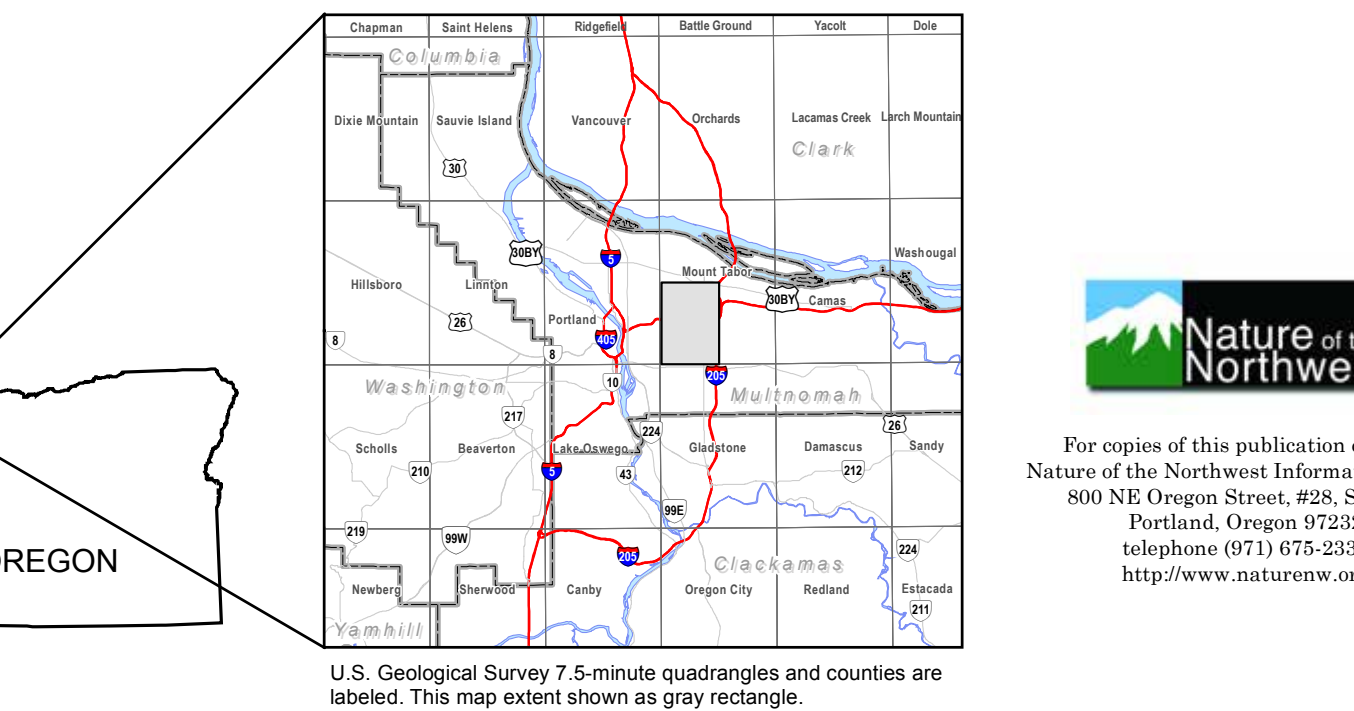 Chapman Saint Helens Ridgefield Battle Ground Yacolt Dole
Columbia
Dixie Mountain Sauvie Island Vancouver Orchards Lacamas Creek Larch Mountain
Clark
30
30BY
5
Washougal
Mount Tabor
Hillsboro Linnton
30BY Camas
26
Portland
8
405
8
205
10
Washington
Multnomah
217
224
26
Scholls Beaverton Lake Oswego Gladstone Damascus Sandy
210
5
43
212
99E
219
99W
205
224
Clackamas
Newberg Sherwood Canby Oregon City Redland Estacada
211
Yamhill
REGON
U.S. Geological Survey 7.5-minute quadrangles and counties are
labeled. This map extent shown as gray rectangle.
Nature of t
Northwe
For copies of this publication
Nature of the Northwest Informa
800 NE Oregon Street, #28, S
Portland, Oregon 97232
telephone (971) 675-233
http://www.naturenw.or